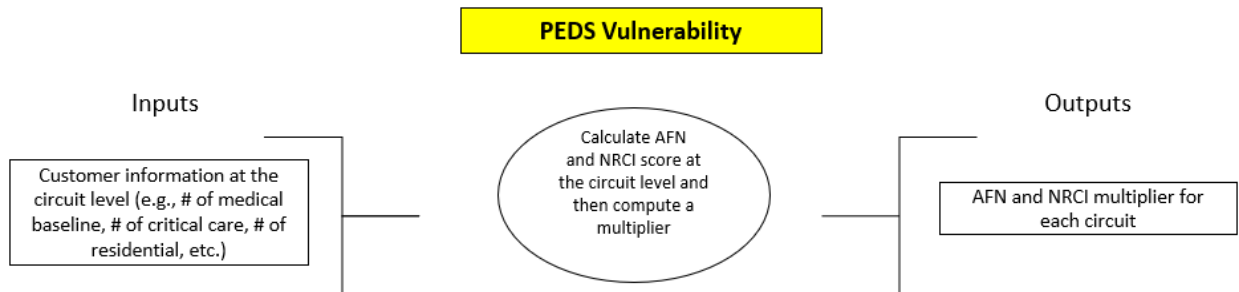 PEDS Vulnerability
Inputs
Outputs
Customer information at the
circuit level (e.g., # of medical
baseline, # of critical care, # of
residential, etc.)
Calculate AFN
and NRCI score at
the circuit level and
then compute a
multiplier
AFN and NRCI multiplier for
each circuit